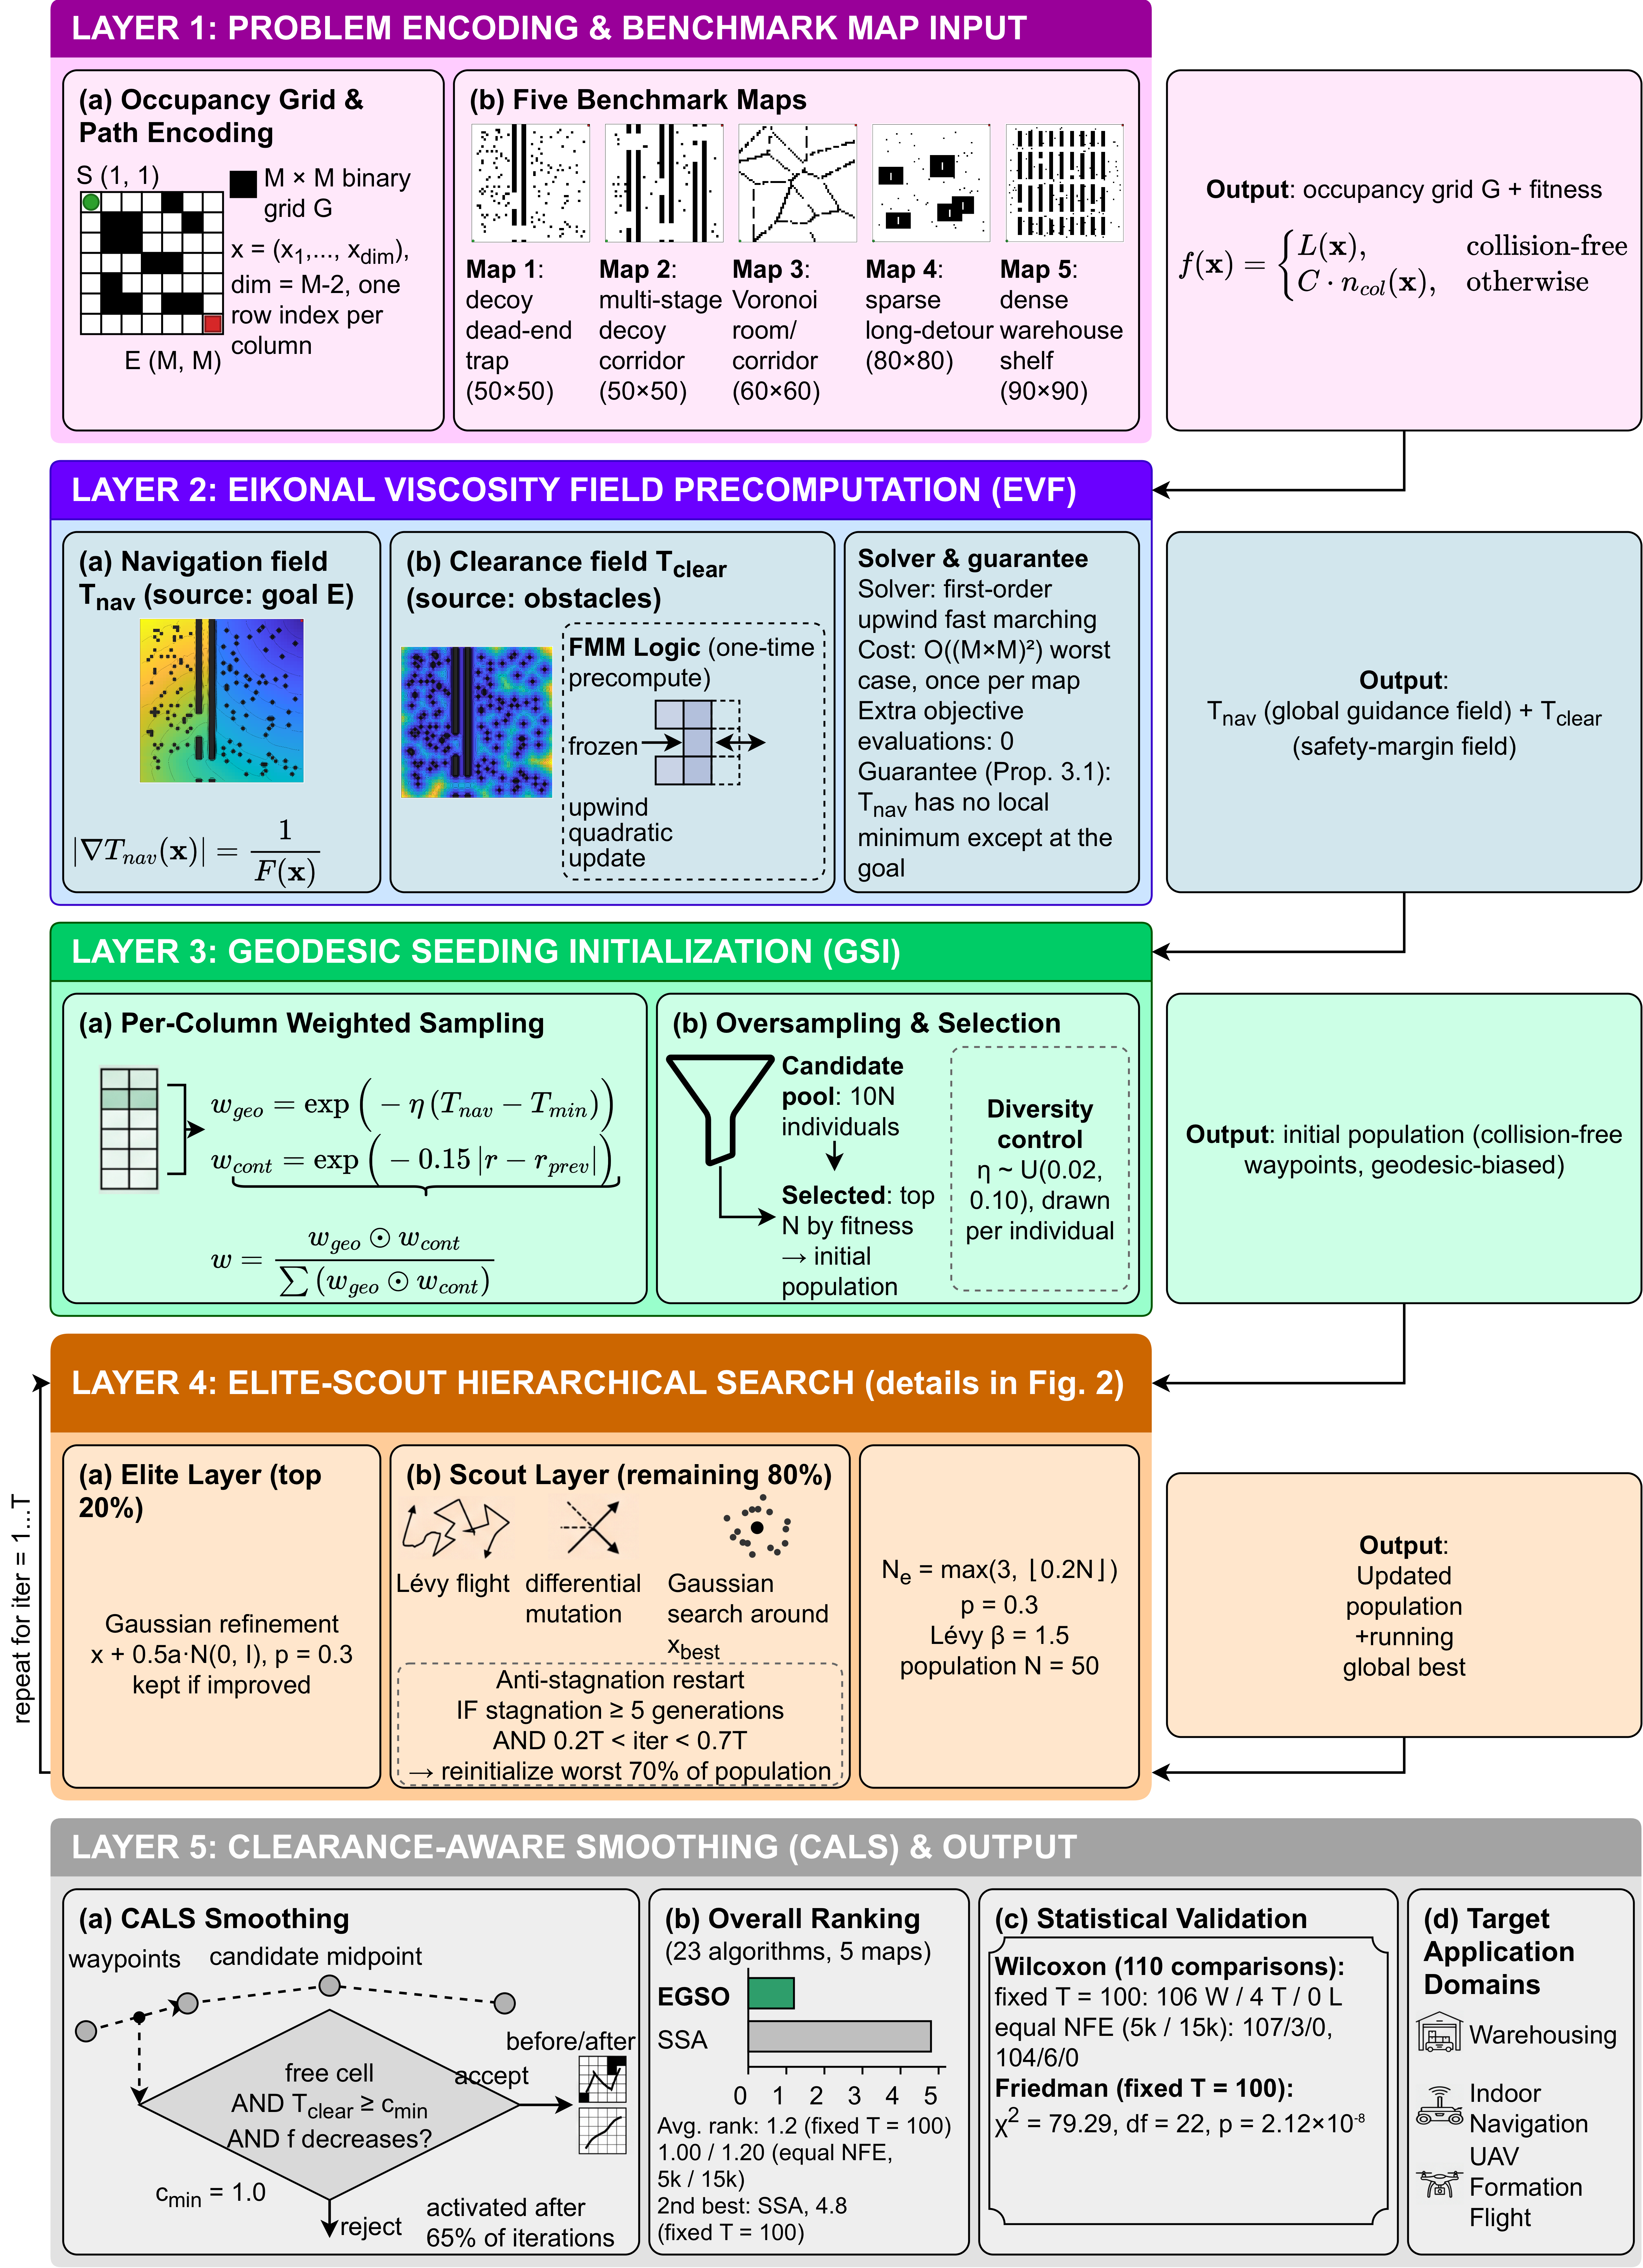 LAYER 1: PROBLEM ENCODING & BENCHMARK MAP INPUT
(a) Occupancy Grid &
Path Encoding
S (1, 1)
M × M binary
grid G
x = (x1,..., xdim),
dim = M-2, one
row index per
column
E (M, M)
(b) Five Benchmark Maps
Map 1:
decoy
dead-end
trap
(50×50)
Map 2:
multi-stage
decoy
corridor
(50×50)
Map 3:
Voronoi
room/
corridor
(60×60)
Map 4:
sparse
long-detour
(80×80)
Map 5:
dense
warehouse
shelf
(90×90)
Output: occupancy grid G + fitness
f(x) = { L(x), collision-free
C · n_col(x), otherwise
LAYER 2: EIKONAL VISCOSITY FIELD PRECOMPUTATION (EVF)
(a) Navigation field
Tnav (source: goal E)
|∇T_nav(x)| = 1 / F(x)
(b) Clearance field Tclear
(source: obstacles)
FMM Logic (one-time
precompute)
frozen
upwind
quadratic
update
Solver & guarantee
Solver: first-order
upwind fast marching
Cost: O((M×M)²) worst
case, once per map
Extra objective
evaluations: 0
Guarantee (Prop. 3.1):
Tnav has no local
minimum except at the
goal
Output:
Tnav (global guidance field) + Tclear
(safety-margin field)
LAYER 3: GEODESIC SEEDING INITIALIZATION (GSI)
(a) Per-Column Weighted Sampling
w_geo = exp ( − η (T_nav − T_min) )
w_cont = exp ( − 0.15 |r − r_prev| )
w = w_geo ⊙ w_cont / ∑ (w_geo ⊙ w_cont)
(b) Oversampling & Selection
Candidate
pool: 10N
individuals
Selected: top
N by fitness
→ initial
population
Diversity
control
η ~ U(0.02,
0.10), drawn
per individual
Output: initial population (collision-free
waypoints, geodesic-biased)
LAYER 4: ELITE-SCOUT HIERARCHICAL SEARCH (details in Fig. 2)
repeat for iter = 1...T
(a) Elite Layer (top
20%)
Gaussian refinement
x + 0.5a·N(0, I), p = 0.3
kept if improved
(b) Scout Layer (remaining 80%)
Lévy flight
differential
mutation
Gaussian
search around
xbest
Anti-stagnation restart
IF stagnation ≥ 5 generations
AND 0.2T < iter < 0.7T
→ reinitialize worst 70% of population
Ne = max(3, ⌊0.2N⌋)
p = 0.3
Lévy β = 1.5
population N = 50
Output:
Updated
population
+running
global best
LAYER 5: CLEARANCE-AWARE SMOOTHING (CALS) & OUTPUT
(a) CALS Smoothing
waypoints
candidate midpoint
free cell
AND Tclear ≥ cmin
AND f decreases?
accept
before/after
cmin = 1.0
reject
activated after
65% of iterations
(b) Overall Ranking
(23 algorithms, 5 maps)
EGSO
SSA
0 1 2 3 4 5
Avg. rank: 1.2 (fixed T = 100)
1.00 / 1.20 (equal NFE,
5k / 15k)
2nd best: SSA, 4.8
(fixed T = 100)
(c) Statistical Validation
Wilcoxon (110 comparisons):
fixed T = 100: 106 W / 4 T / 0 L
equal NFE (5k / 15k): 107/3/0,
104/6/0
Friedman (fixed T = 100):
χ² = 79.29, df = 22, p = 2.12×10⁻⁸
(d) Target
Application
Domains
Warehousing
Indoor
Navigation
UAV
Formation
Flight